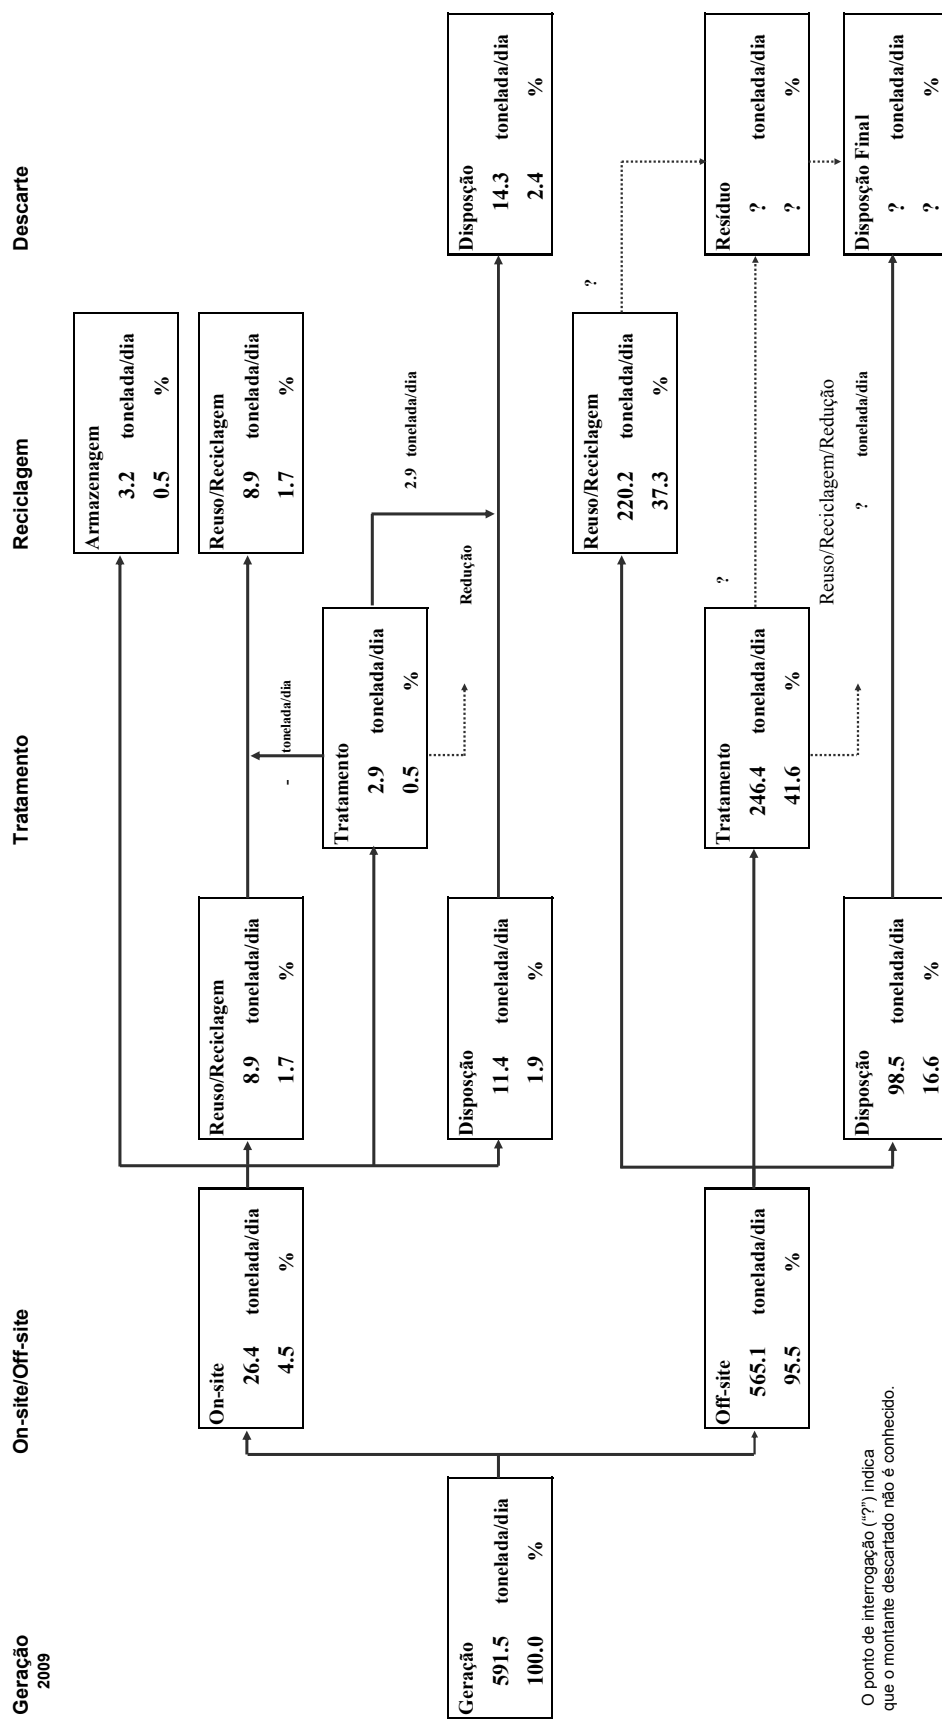 Geração
2009
On-site/Off-site
Tratamento
Reciclagem
Descarte
Geração
591.5 tonelada/dia
100.0 %
On-site
26.4 tonelada/dia
4.5 %
Off-site
565.1 tonelada/dia
95.5 %
Reuso/Reciclagem
8.9 tonelada/dia
1.7 %
Disposção
11.4 tonelada/dia
1.9 %
Disposção
98.5 tonelada/dia
16.6 %
- tonelada/dia
Tratamento
2.9 tonelada/dia
0.5 %
Redução
Tratamento
246.4 tonelada/dia
41.6 %
?
Reuso/Reciclagem/Redução
? tonelada/dia
Armazenagem
3.2 tonelada/dia
0.5 %
Reuso/Reciclagem
8.9 tonelada/dia
1.7 %
2.9 tonelada/dia
Reuso/Reciclagem
220.2 tonelada/dia
37.3 %
?
Disposção
14.3 tonelada/dia
2.4 %
Resíduo
? tonelada/dia
? %
Disposção Final
? tonelada/dia
? %
O ponto de interrogação (“?”) indica
que o montante descartado não é conhecido.